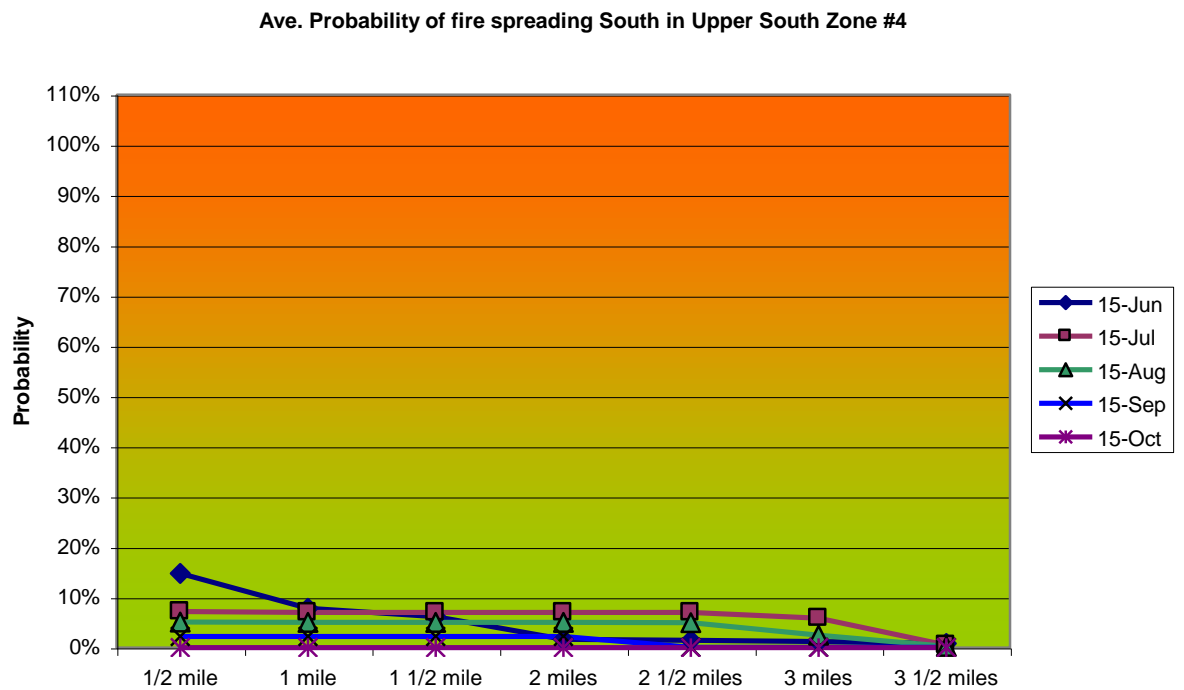 Ave. Probability of fire spreading South in Upper South Zone #4
110%
100%
90%
80%
70%
60%
50%
40%
30%
20%
10%
0%
Probability
1/2 mile
1 mile
1 1/2 mile
2 miles
2 1/2 miles
3 miles
3 1/2 miles
15-Jun
15-Jul
15-Aug
15-Sep
15-Oct